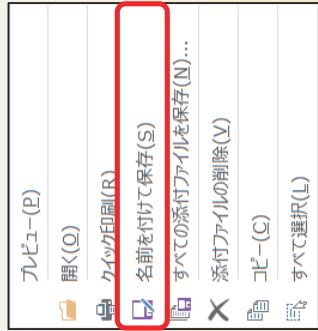 プレビュー(P)
開く(O)
クイック印刷(R)
名前を付けて保存(S)
すべての添付ファイルを保存(N)...
添付ファイルの削除(V)
コピー(C)
すべて選択(L)